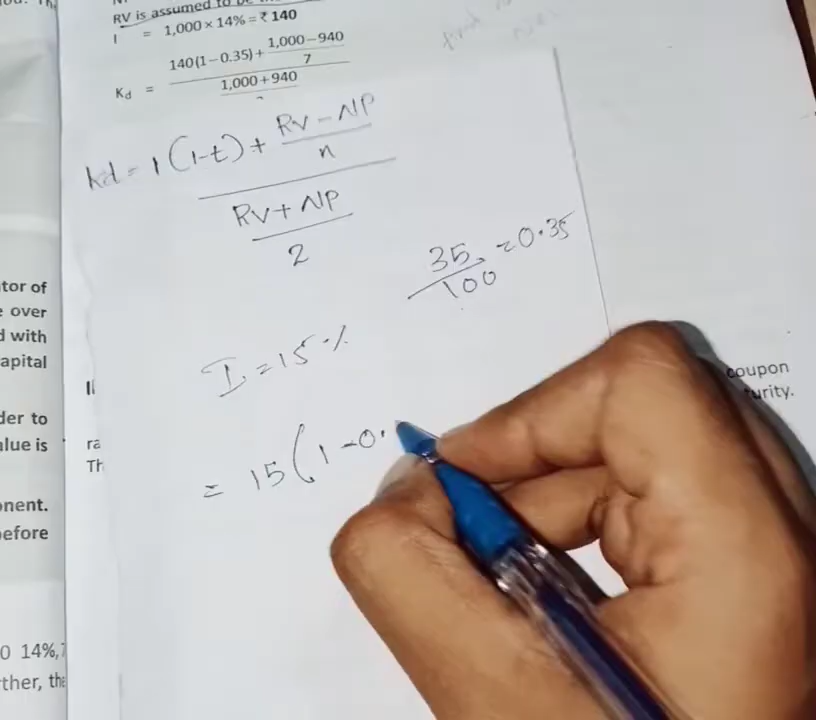 RV is assumed to be
I = 1,000 × 14% = ₹ 140
Kd = 140(1−0.35) + 1,000−940 / 7
1,000+940
tor of
over
d with
apital
der to
alue is
onent.
efore
0 14%,
ther, the
ra
Th
coupon
turity.
kd = I (1-t) + RV - NP / n
RV + NP / 2
35 / 100 = 0.35
I = 15 %
= 15 ( 1 - 0.